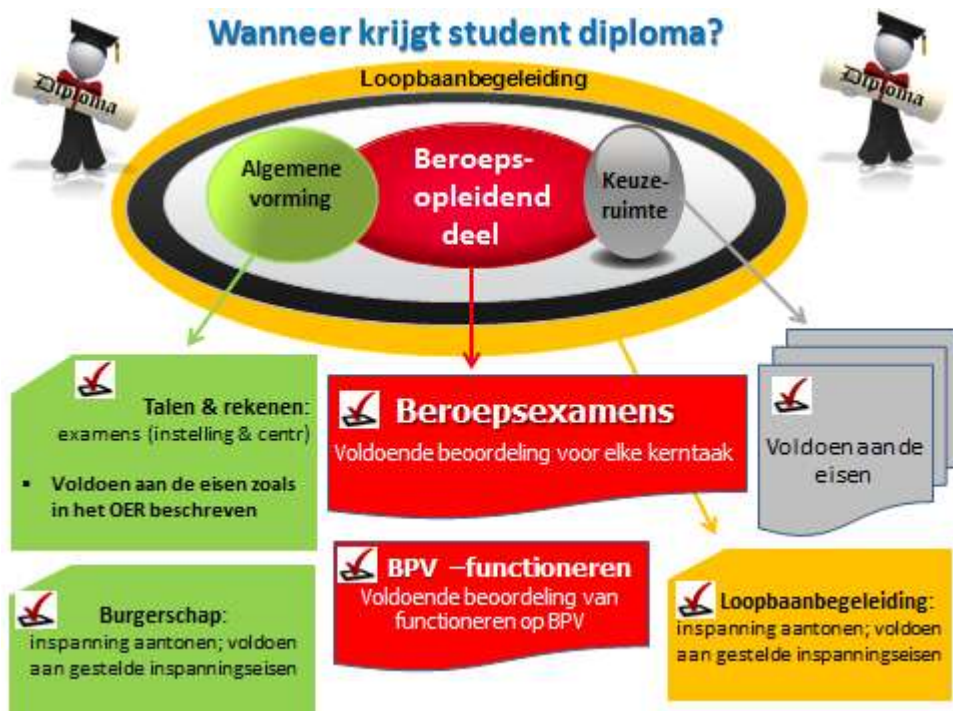 Wanneer krijgt student diploma?
Diploma
Diploma
Loopbaanbegeleiding
Algemene
vorming
Beroeps-
opleidend
deel
Keuze-
ruimte
Talen & rekenen:
examens (instelling & centr)
▪ Voldoen aan de eisen zoals
in het OER beschreven
Beroepsexamens
Voldoende beoordeling voor elke kerntaak
Voldoen aan de
eisen
Burgerschap:
inspanning aantonen; voldoen
aan gestelde inspanningseisen
BPV –functioneren
Voldoende beoordeling van
functioneren op BPV
Loopbaanbegeleiding:
inspanning aantonen; voldoen
aan gestelde inspanningseisen